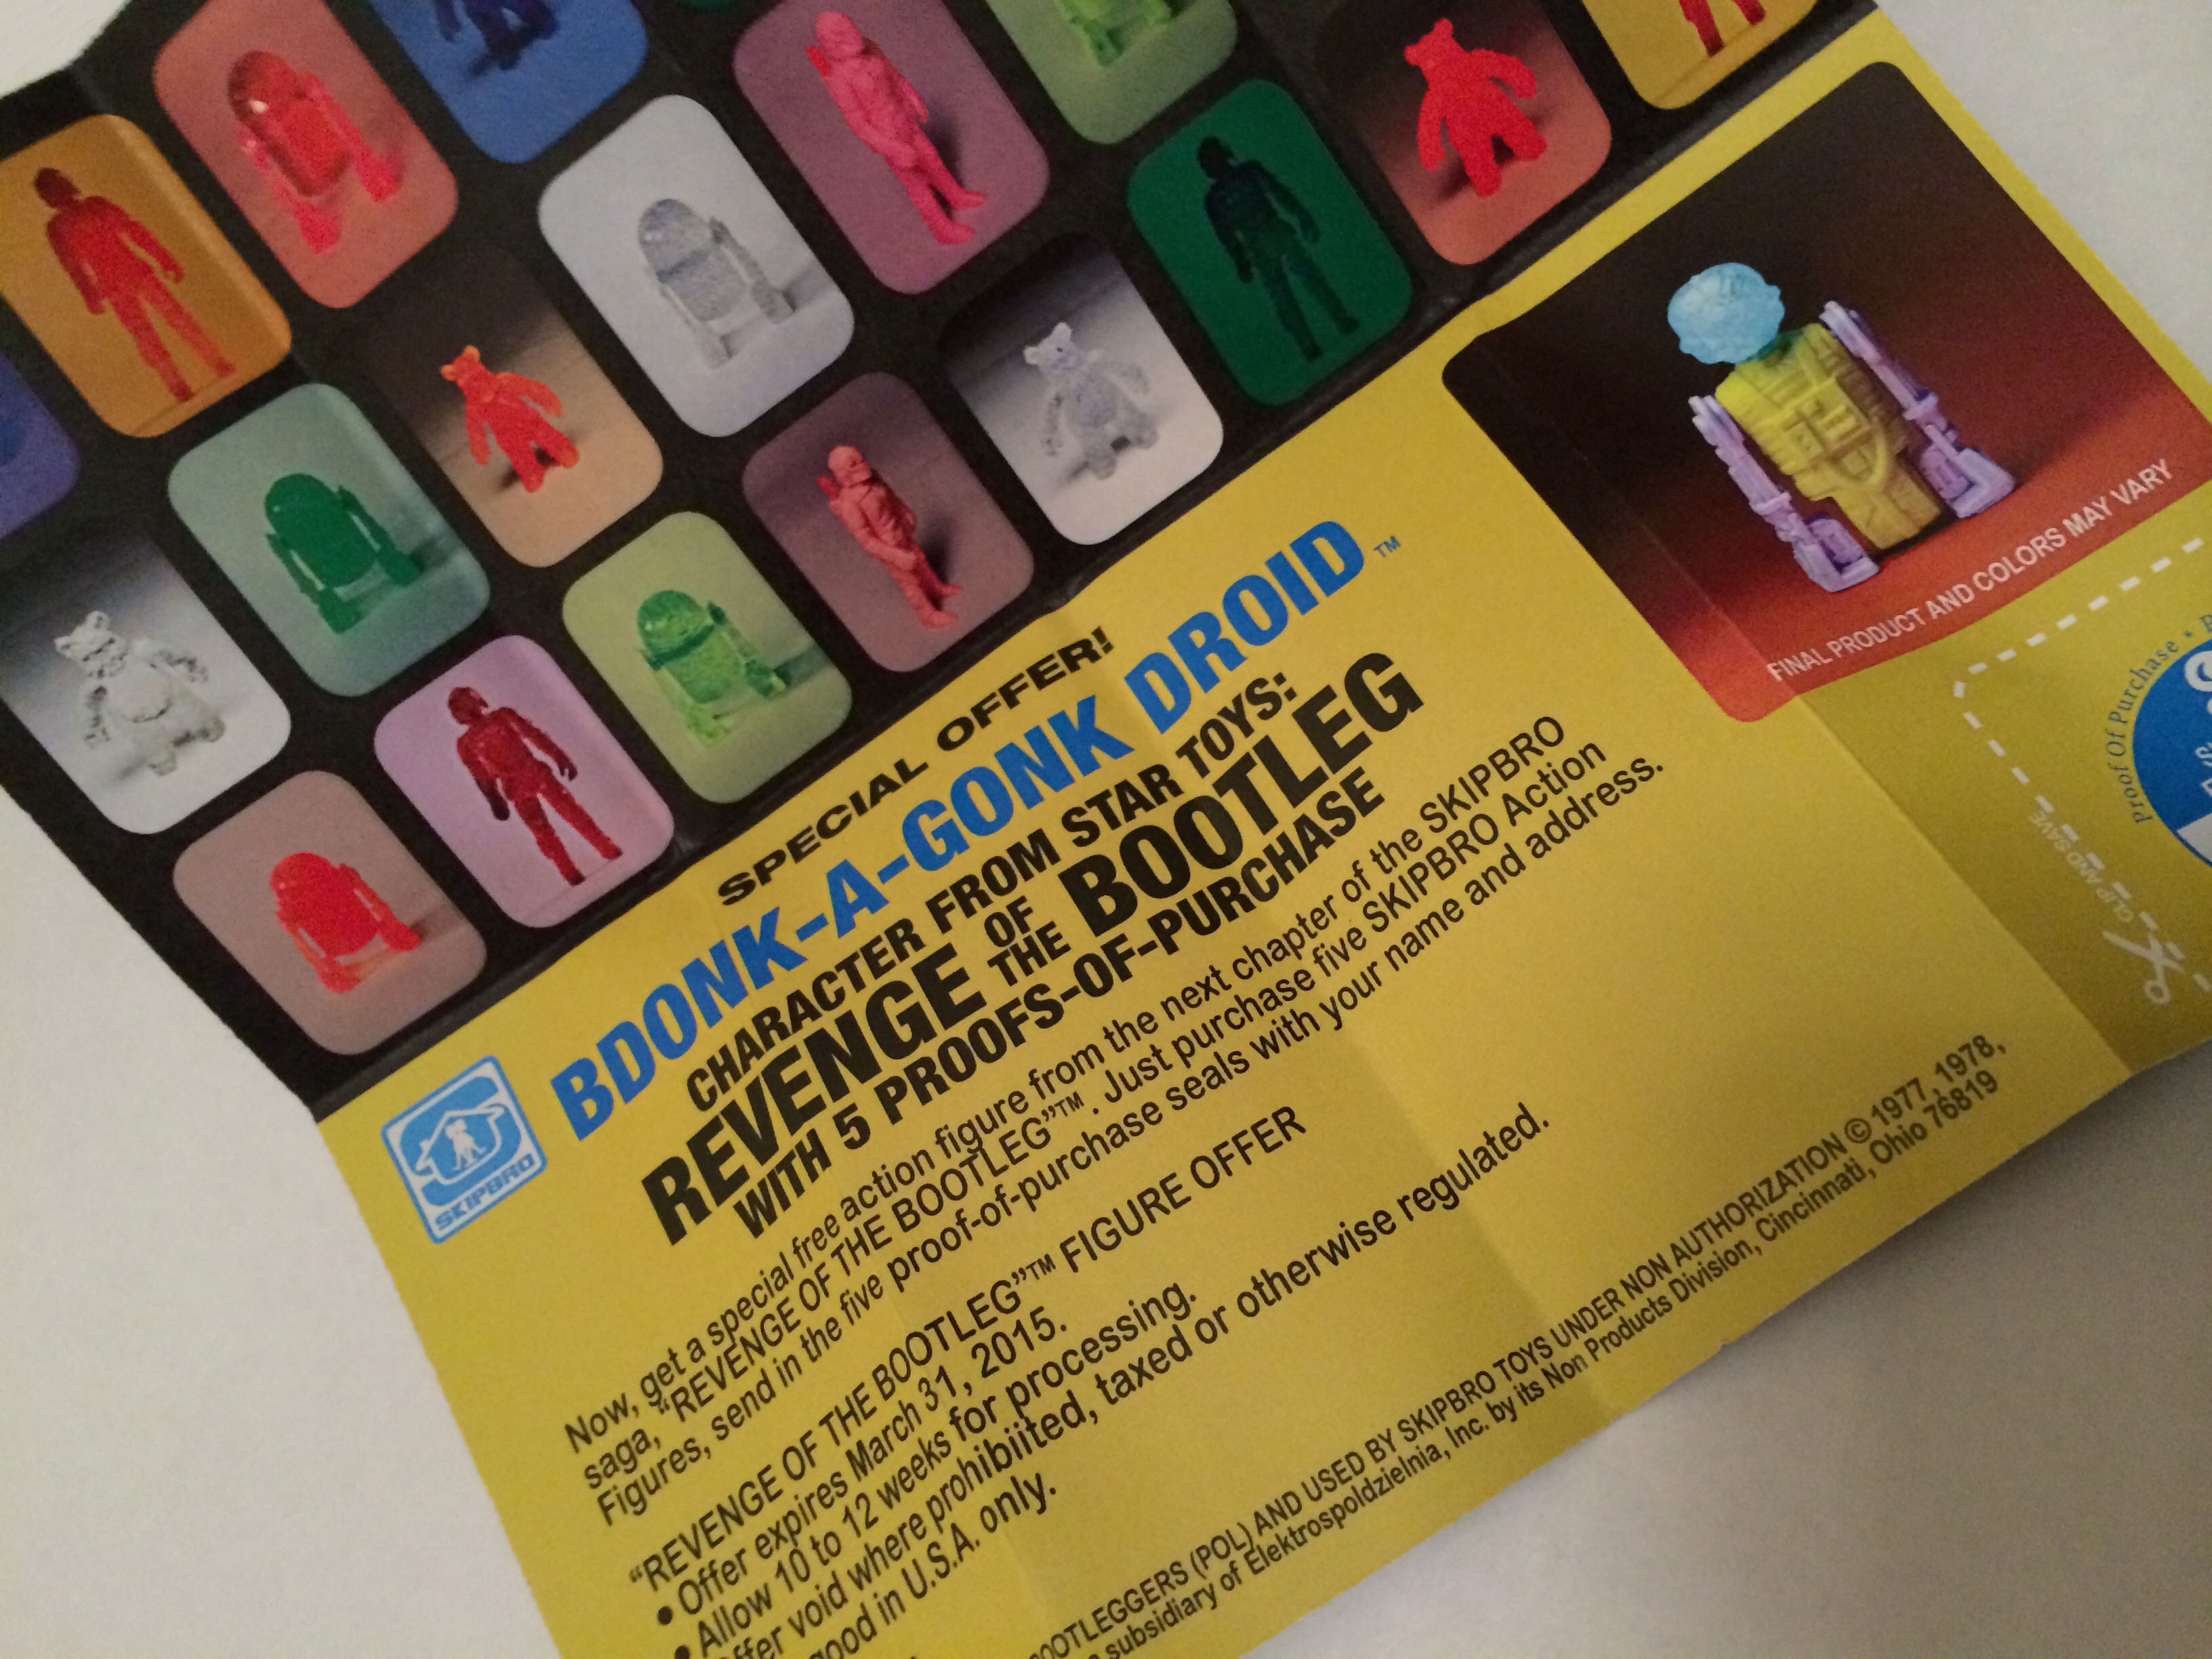 SPECIAL OFFER!
BDONK-A-GONK DROID™
CHARACTER FROM STAR TOYS:
REVENGE OF THE BOOTLEG
WITH 5 PROOFS-OF-PURCHASE
SKIPBRO
Now, get a special free action figure from the next chapter of the SKIPBRO
saga, "REVENGE OF THE BOOTLEG"™. Just purchase five SKIPBRO Action
Figures, send in the five proof-of-purchase seals with your name and address.
"REVENGE OF THE BOOTLEG"™ FIGURE OFFER
• Offer expires March 31, 2015.
• Allow 10 to 12 weeks for processing.
void where prohibiited, taxed or otherwise regulated.
good in U.S.A. only.
(POL) AND USED BY SKIPBRO TOYS UNDER NON AUTHORIZATION © 1977, 1978,
subsidiary of Elektrospoldzielnia, Inc. by its Non Products Division, Cincinnati, Ohio 76819
FINAL PRODUCT AND COLORS MAY VARY
Proof Of Purchase •
CLIP AND SAVE